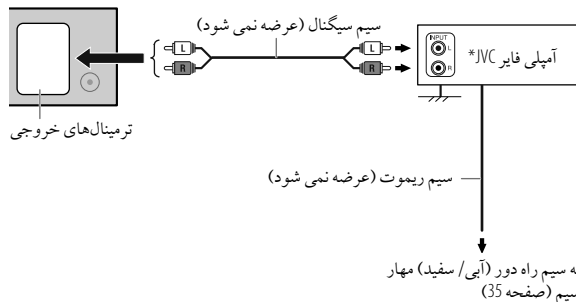 سیم سیگنال (عرضه نمی شود)
L
R
L
R
INPUT
L
R
آمپلی فایر JVC*
ترمینال‌های خروجی
سیم ریموت (عرضه نمی شود)
ه سیم راه دور (آبی/ سفید) مهار
سیم (صفحه 35)